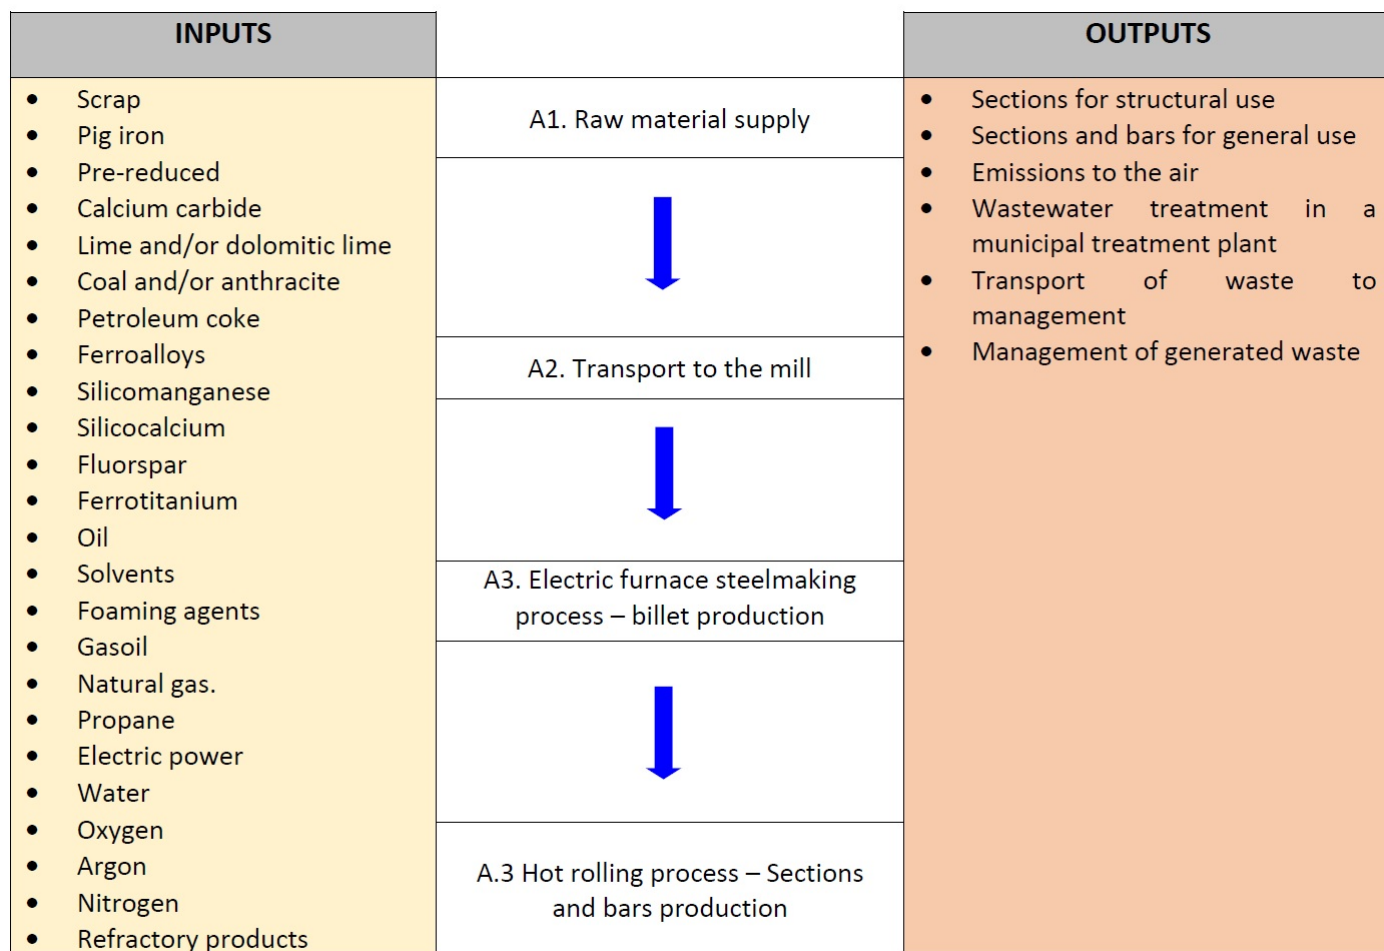 INPUTS
Scrap
Pig iron
Pre-reduced
Calcium carbide
Lime and/or dolomitic lime
Coal and/or anthracite
Petroleum coke
Ferroalloys
Silicomanganese
Silicocalcium
Fluorspar
Ferrotitanium
Oil
Solvents
Foaming agents
Gasoil
Natural gas.
Propane
Electric power
Water
Oxygen
Argon
Nitrogen
Refractory products
A1. Raw material supply
A2. Transport to the mill
A3. Electric furnace steelmaking
process – billet production
A.3 Hot rolling process – Sections
and bars production
OUTPUTS
Sections for structural use
Sections and bars for general use
Emissions to the air
Wastewater treatment in a
municipal treatment plant
Transport of waste to
management
Management of generated waste